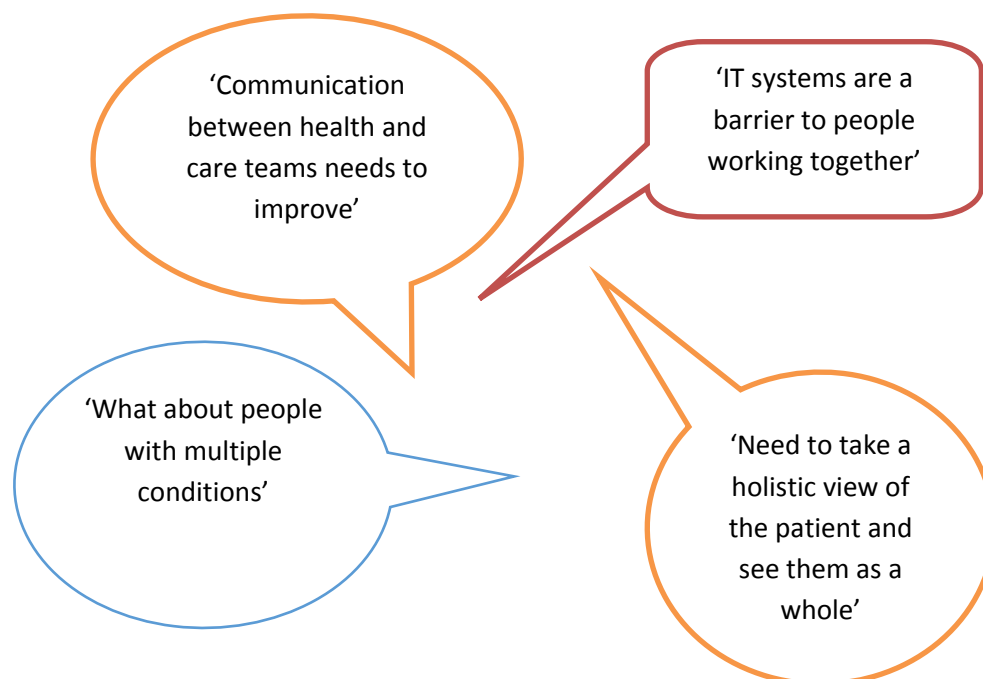 ‘Communication
between health and
care teams needs to
improve’
‘IT systems are a
barrier to people
working together’
‘What about people
with multiple
conditions’
‘Need to take a
holistic view of
the patient and
see them as a
whole’